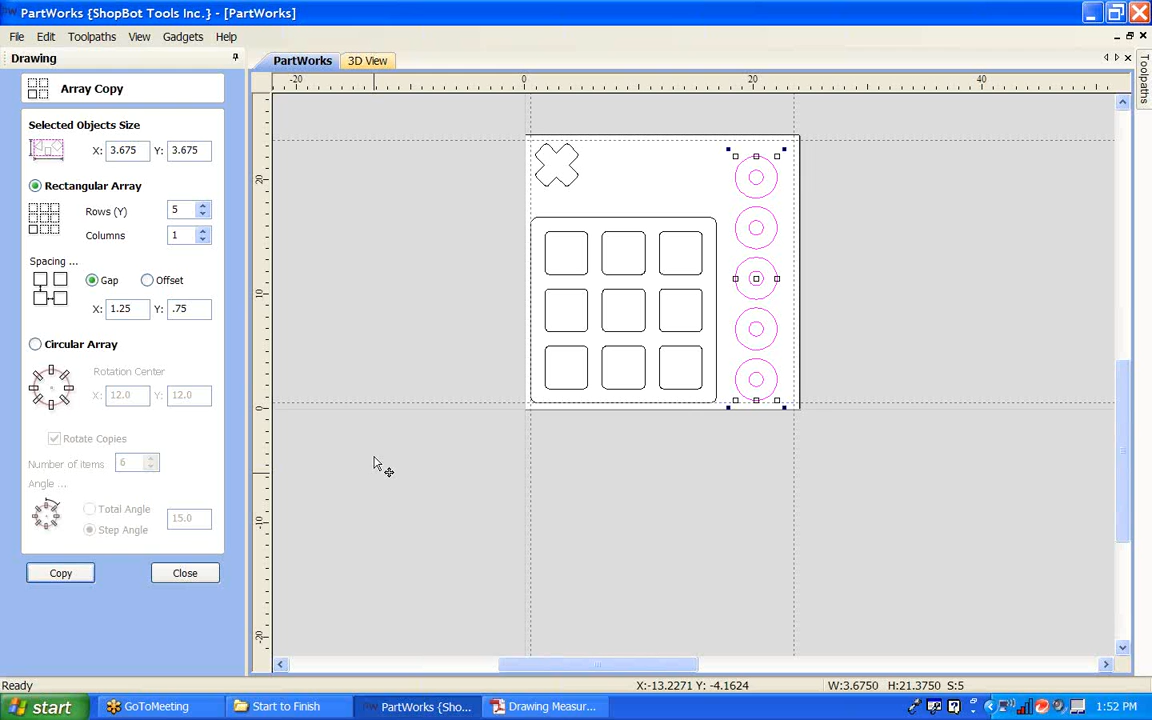 PartWorks {ShopBot Tools Inc.} - [PartWorks]
File Edit Toolpaths View Gadgets Help
Drawing
PartWorks 3D View
Array Copy
Selected Objects Size
X: 3.675 Y: 3.675
Rectangular Array
Rows (Y) 5
Columns 1
Spacing ...
Gap Offset
X: 1.25 Y: .75
Circular Array
Rotation Center
X: 12.0 Y: 12.0
Rotate Copies
Number of items 6
Angle ...
Total Angle
Step Angle 15.0
Copy Close
-20 0 20 40
20
10
0
-10
-20
Toolpaths
Ready X:-13.2271 Y: -4.1624 W:3.6750 H:21.3750 S:5
start GoToMeeting Start to Finish PartWorks {Sho... Drawing Measur... 1:52 PM